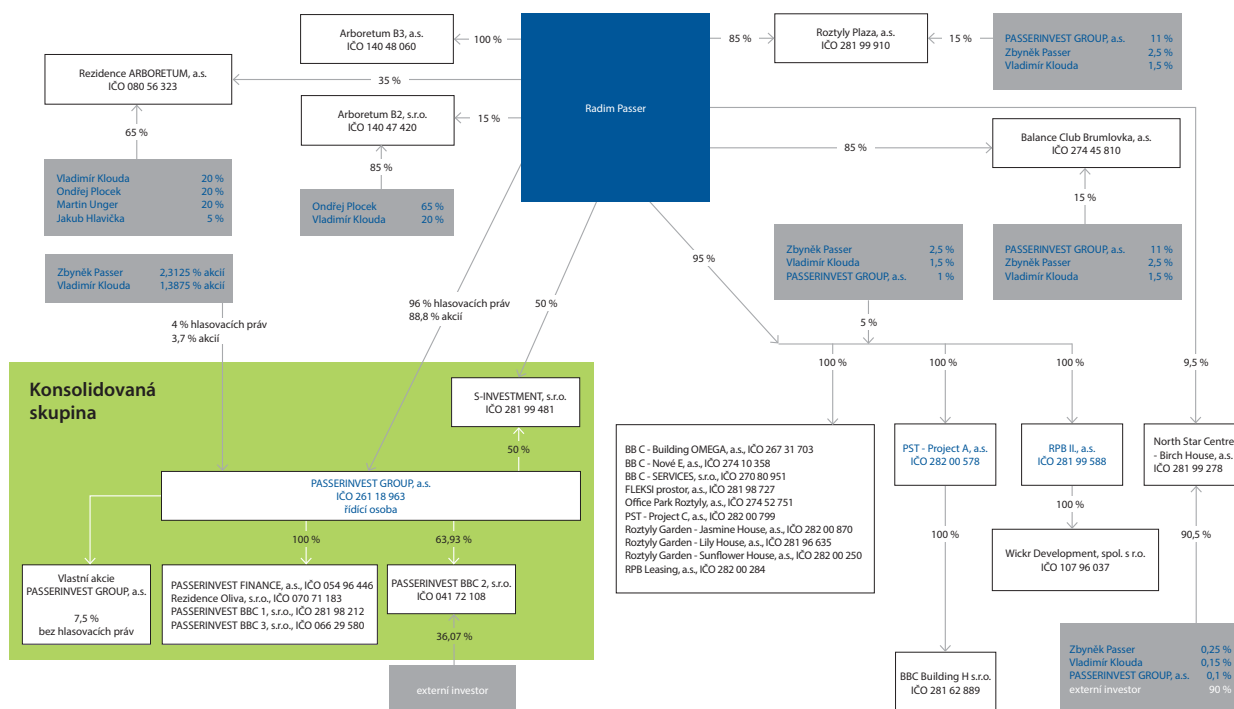 Arboretum B3, a.s.
IČO 140 48 060
100 %
Radim Passer
85 %
Roztyly Plaza, a.s.
IČO 281 99 910
15 %
PASSERINVEST GROUP, a.s. 11 %
Zbyněk Passer 2,5 %
Vladimír Klouda 1,5 %
Rezidence ARBORETUM, a.s.
IČO 080 56 323
35 %
Arboretum B2, s.r.o.
IČO 140 47 420
15 %
65 %
85 %
Vladimír Klouda 20 %
Ondřej Plocek 20 %
Martin Unger 20 %
Jakub Hlavička 5 %
Ondřej Plocek 65 %
Vladimír Klouda 20 %
85 %
Balance Club Brumlovka, a.s.
IČO 274 45 810
15 %
PASSERINVEST GROUP, a.s. 11 %
Zbyněk Passer 2,5 %
Vladimír Klouda 1,5 %
Zbyněk Passer 2,3125 % akcií
Vladimír Klouda 1,3875 % akcií
4 % hlasovacích práv
3,7 % akcií
96 % hlasovacích práv
88,8 % akcií
50 %
95 %
Zbyněk Passer 2,5 %
Vladimír Klouda 1,5 %
PASSERINVEST GROUP, a.s. 1 %
5 %
100 %
100 %
100 %
9,5 %
Konsolidovaná
skupina
S-INVESTMENT, s.r.o.
IČO 281 99 481
50 %
PASSERINVEST GROUP, a.s.
IČO 261 18 963
řídící osoba
100 %
63,93 %
Vlastní akcie
PASSERINVEST GROUP, a.s.
7,5 %
bez hlasovacích práv
PASSERINVEST FINANCE, a.s., IČO 054 96 446
Rezidence Oliva, s.r.o., IČO 070 71 183
PASSERINVEST BBC 1, s.r.o., IČO 281 98 212
PASSERINVEST BBC 3, s.r.o., IČO 066 29 580
PASSERINVEST BBC 2, s.r.o.
IČO 041 72 108
36,07 %
externí investor
BB C - Building OMEGA, a.s., IČO 267 31 703
BB C - Nové E, a.s., IČO 274 10 358
BB C - SERVICES, s.r.o., IČO 270 80 951
FLEKSI prostor, a.s., IČO 281 98 727
Office Park Roztyly, a.s., IČO 274 52 751
PST - Project C, a.s., IČO 282 00 799
Roztyly Garden - Jasmine House, a.s., IČO 282 00 870
Roztyly Garden - Lily House, a.s., IČO 281 96 635
Roztyly Garden - Sunflower House, a.s., IČO 282 00 250
RPB Leasing, a.s., IČO 282 00 284
PST - Project A, a.s.
IČO 282 00 578
100 %
BBC Building H s.r.o.
IČO 281 62 889
RPB II., a.s.
IČO 281 99 588
100 %
Wickr Development, spol. s r.o.
IČO 107 96 037
North Star Centre
- Birch House, a.s.
IČO 281 99 278
90,5 %
Zbyněk Passer 0,25 %
Vladimír Klouda 0,15 %
PASSERINVEST GROUP, a.s. 0,1 %
externí investor 90 %